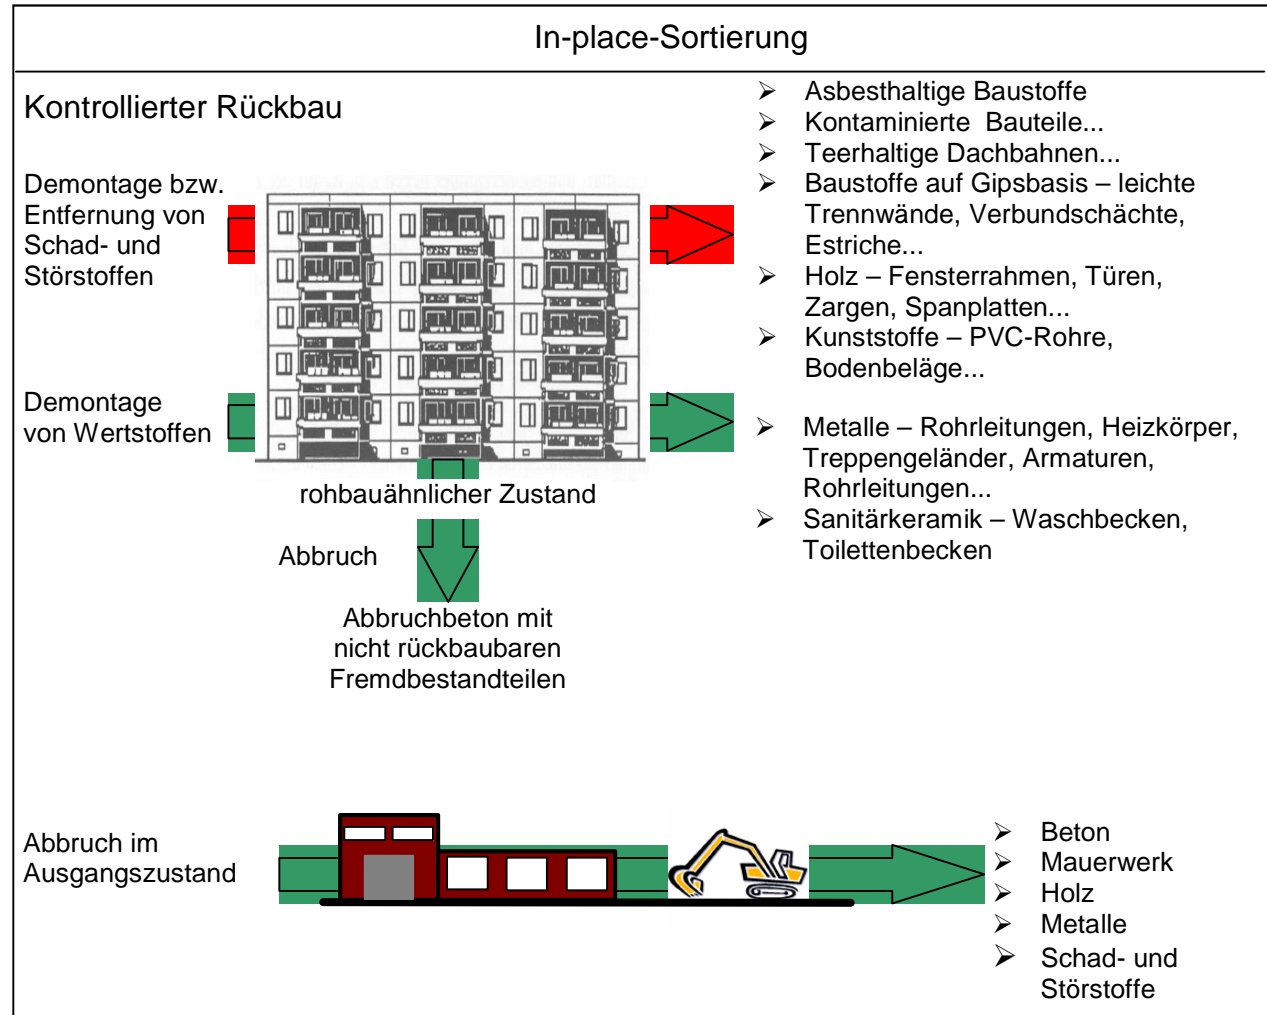 In-place-Sortierung
Kontrollierter Rückbau
Demontage bzw.
Entfernung von
Schad- und
Störstoffen
Demontage
von Wertstoffen
➢ Asbesthaltige Baustoffe
➢ Kontaminierte Bauteile...
➢ Teerhaltige Dachbahnen...
➢ Baustoffe auf Gipsbasis – leichte
Trennwände, Verbundschächte,
Estriche...
➢ Holz – Fensterrahmen, Türen,
Zargen, Spanplatten...
➢ Kunststoffe – PVC-Rohre,
Bodenbeläge...
➢ Metalle – Rohrleitungen, Heizkörper,
Treppengeländer, Armaturen,
Rohrleitungen...
➢ Sanitärkeramik – Waschbecken,
Toilettenbecken
rohbauähnlicher Zustand
Abbruch
Abbruchbeton mit
nicht rückbaubaren
Fremdbestandteilen
Abbruch im
Ausgangszustand
➢ Beton
➢ Mauerwerk
➢ Holz
➢ Metalle
➢ Schad- und
Störstoffe